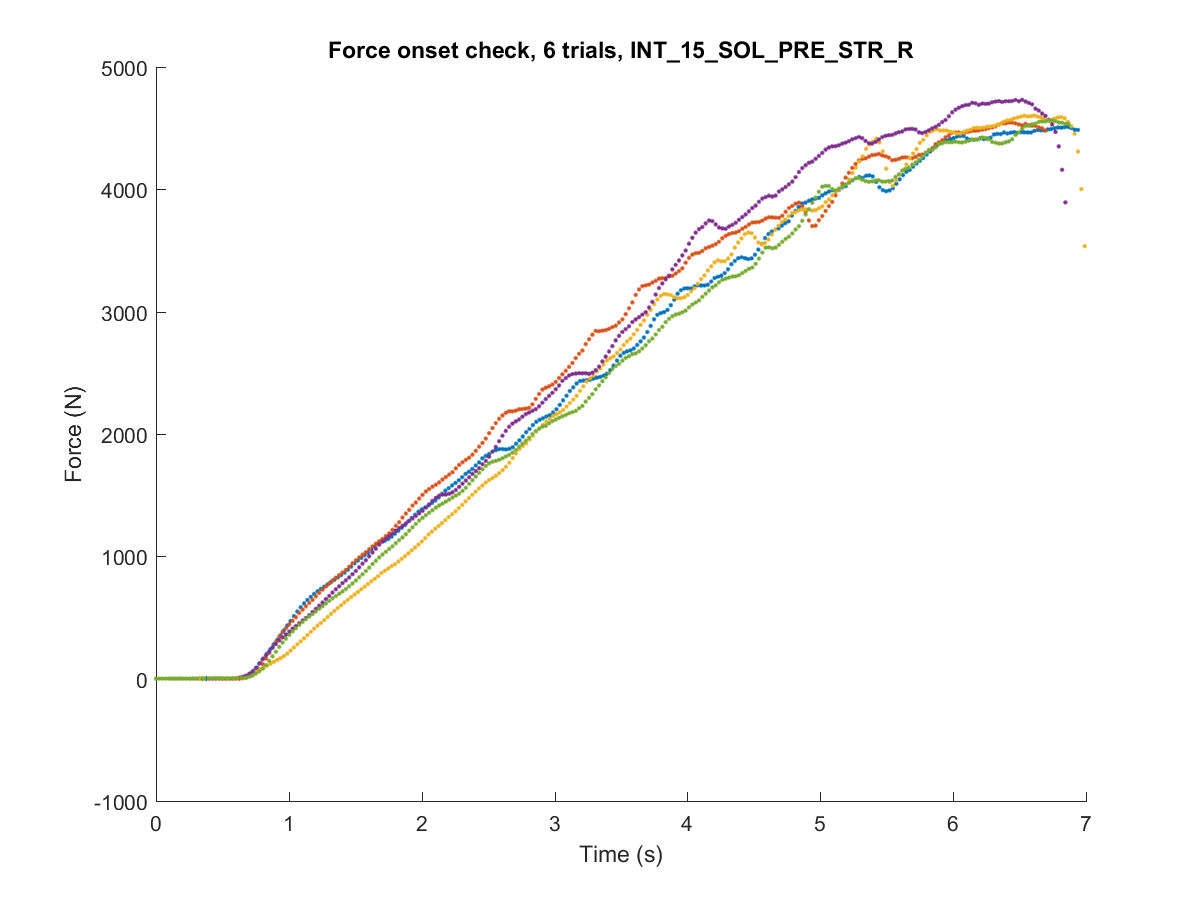 Force onset check, 6 trials, INT_15_SOL_PRE_STR_R
5000
4000
3000
2000
1000
0
-1000
Force (N)
0 1 2 3 4 5 6 7
Time (s)